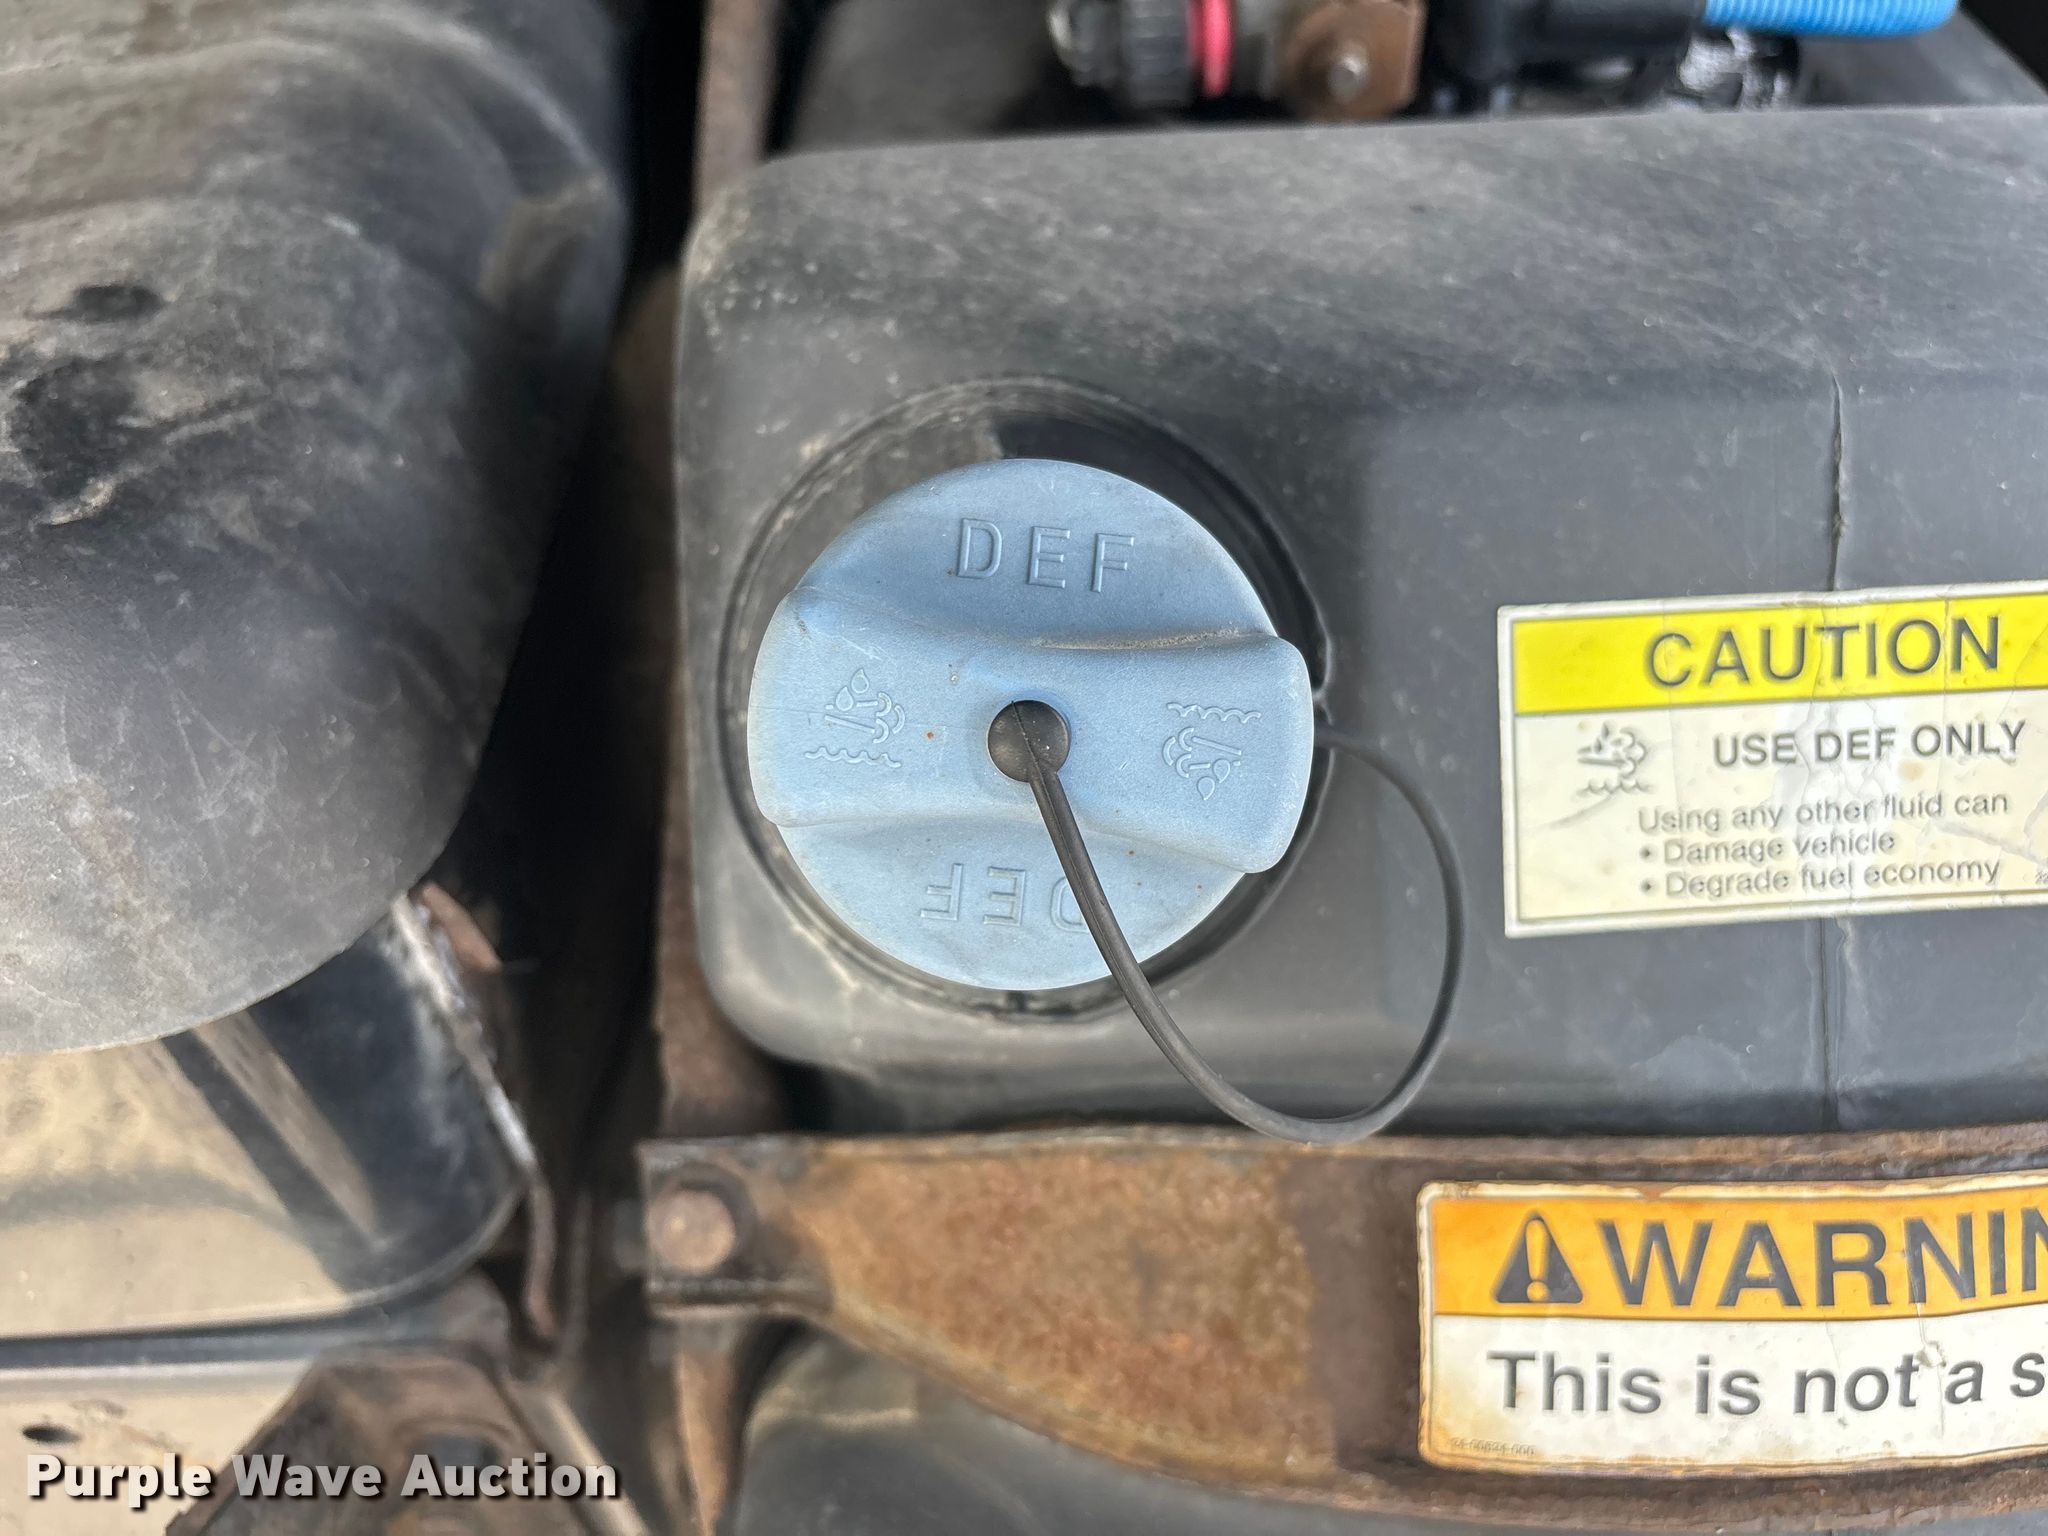 DEF
DEF
CAUTION
USE DEF ONLY
Using any other fluid can
• Damage vehicle
• Degrade fuel economy
WARNIN
This is not a s
Purple Wave Auction